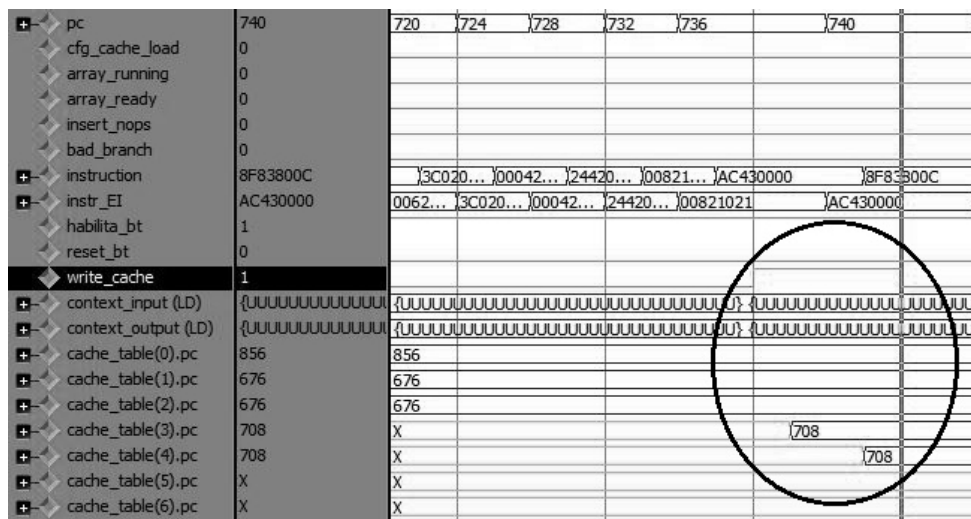 pc 740 720 724 728 732 736 740
cfg_cache_load 0
array_running 0
array_ready 0
insert_nops 0
bad_branch 0
instruction 8F83800C 3C020... 00042... 24420... 00821... AC430000 8F83800C
instr_EI AC430000 0062... 3C020... 00042... 24420... 00821021 AC430000
habilita_bt 1
reset_bt 0
write_cache 1
context_input (LD)
context_output (LD)
cache_table(0).pc 856 856
cache_table(1).pc 676 676
cache_table(2).pc 676 676
cache_table(3).pc 708 X 708
cache_table(4).pc 708 X 708
cache_table(5).pc X X
cache_table(6).pc X X